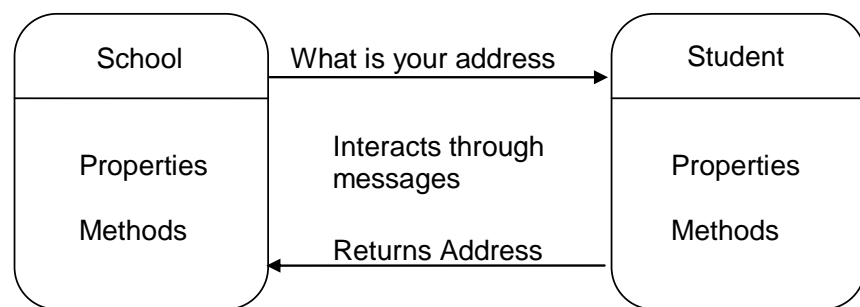 School
Properties
Methods
What is your address
Interacts through
messages
Returns Address
Student
Properties
Methods